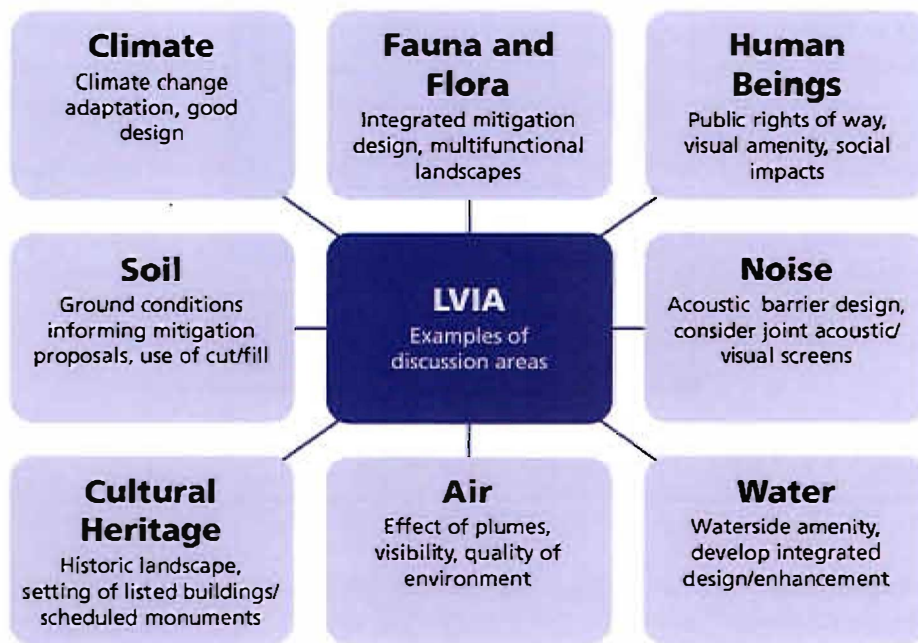 Climate
Climate change
adaptation, good
design
Fauna and
Flora
Integrated mitigation
design, multifunctional
landscapes
Human
Beings
Public rights of way,
visual amenity, social
impacts
Soil
Ground conditions
informing mitigation
proposals, use of cut/fill
LVIA
Examples of
discussion areas
Noise
Acoustic barrier design,
consider joint acoustic/
visual screens
Cultural
Heritage
Historic landscape,
setting of listed buildings/
scheduled monuments
Air
Effect of plumes,
visibility, quality of
environment
Water
Waterside amenity,
develop integrated
design/enhancement